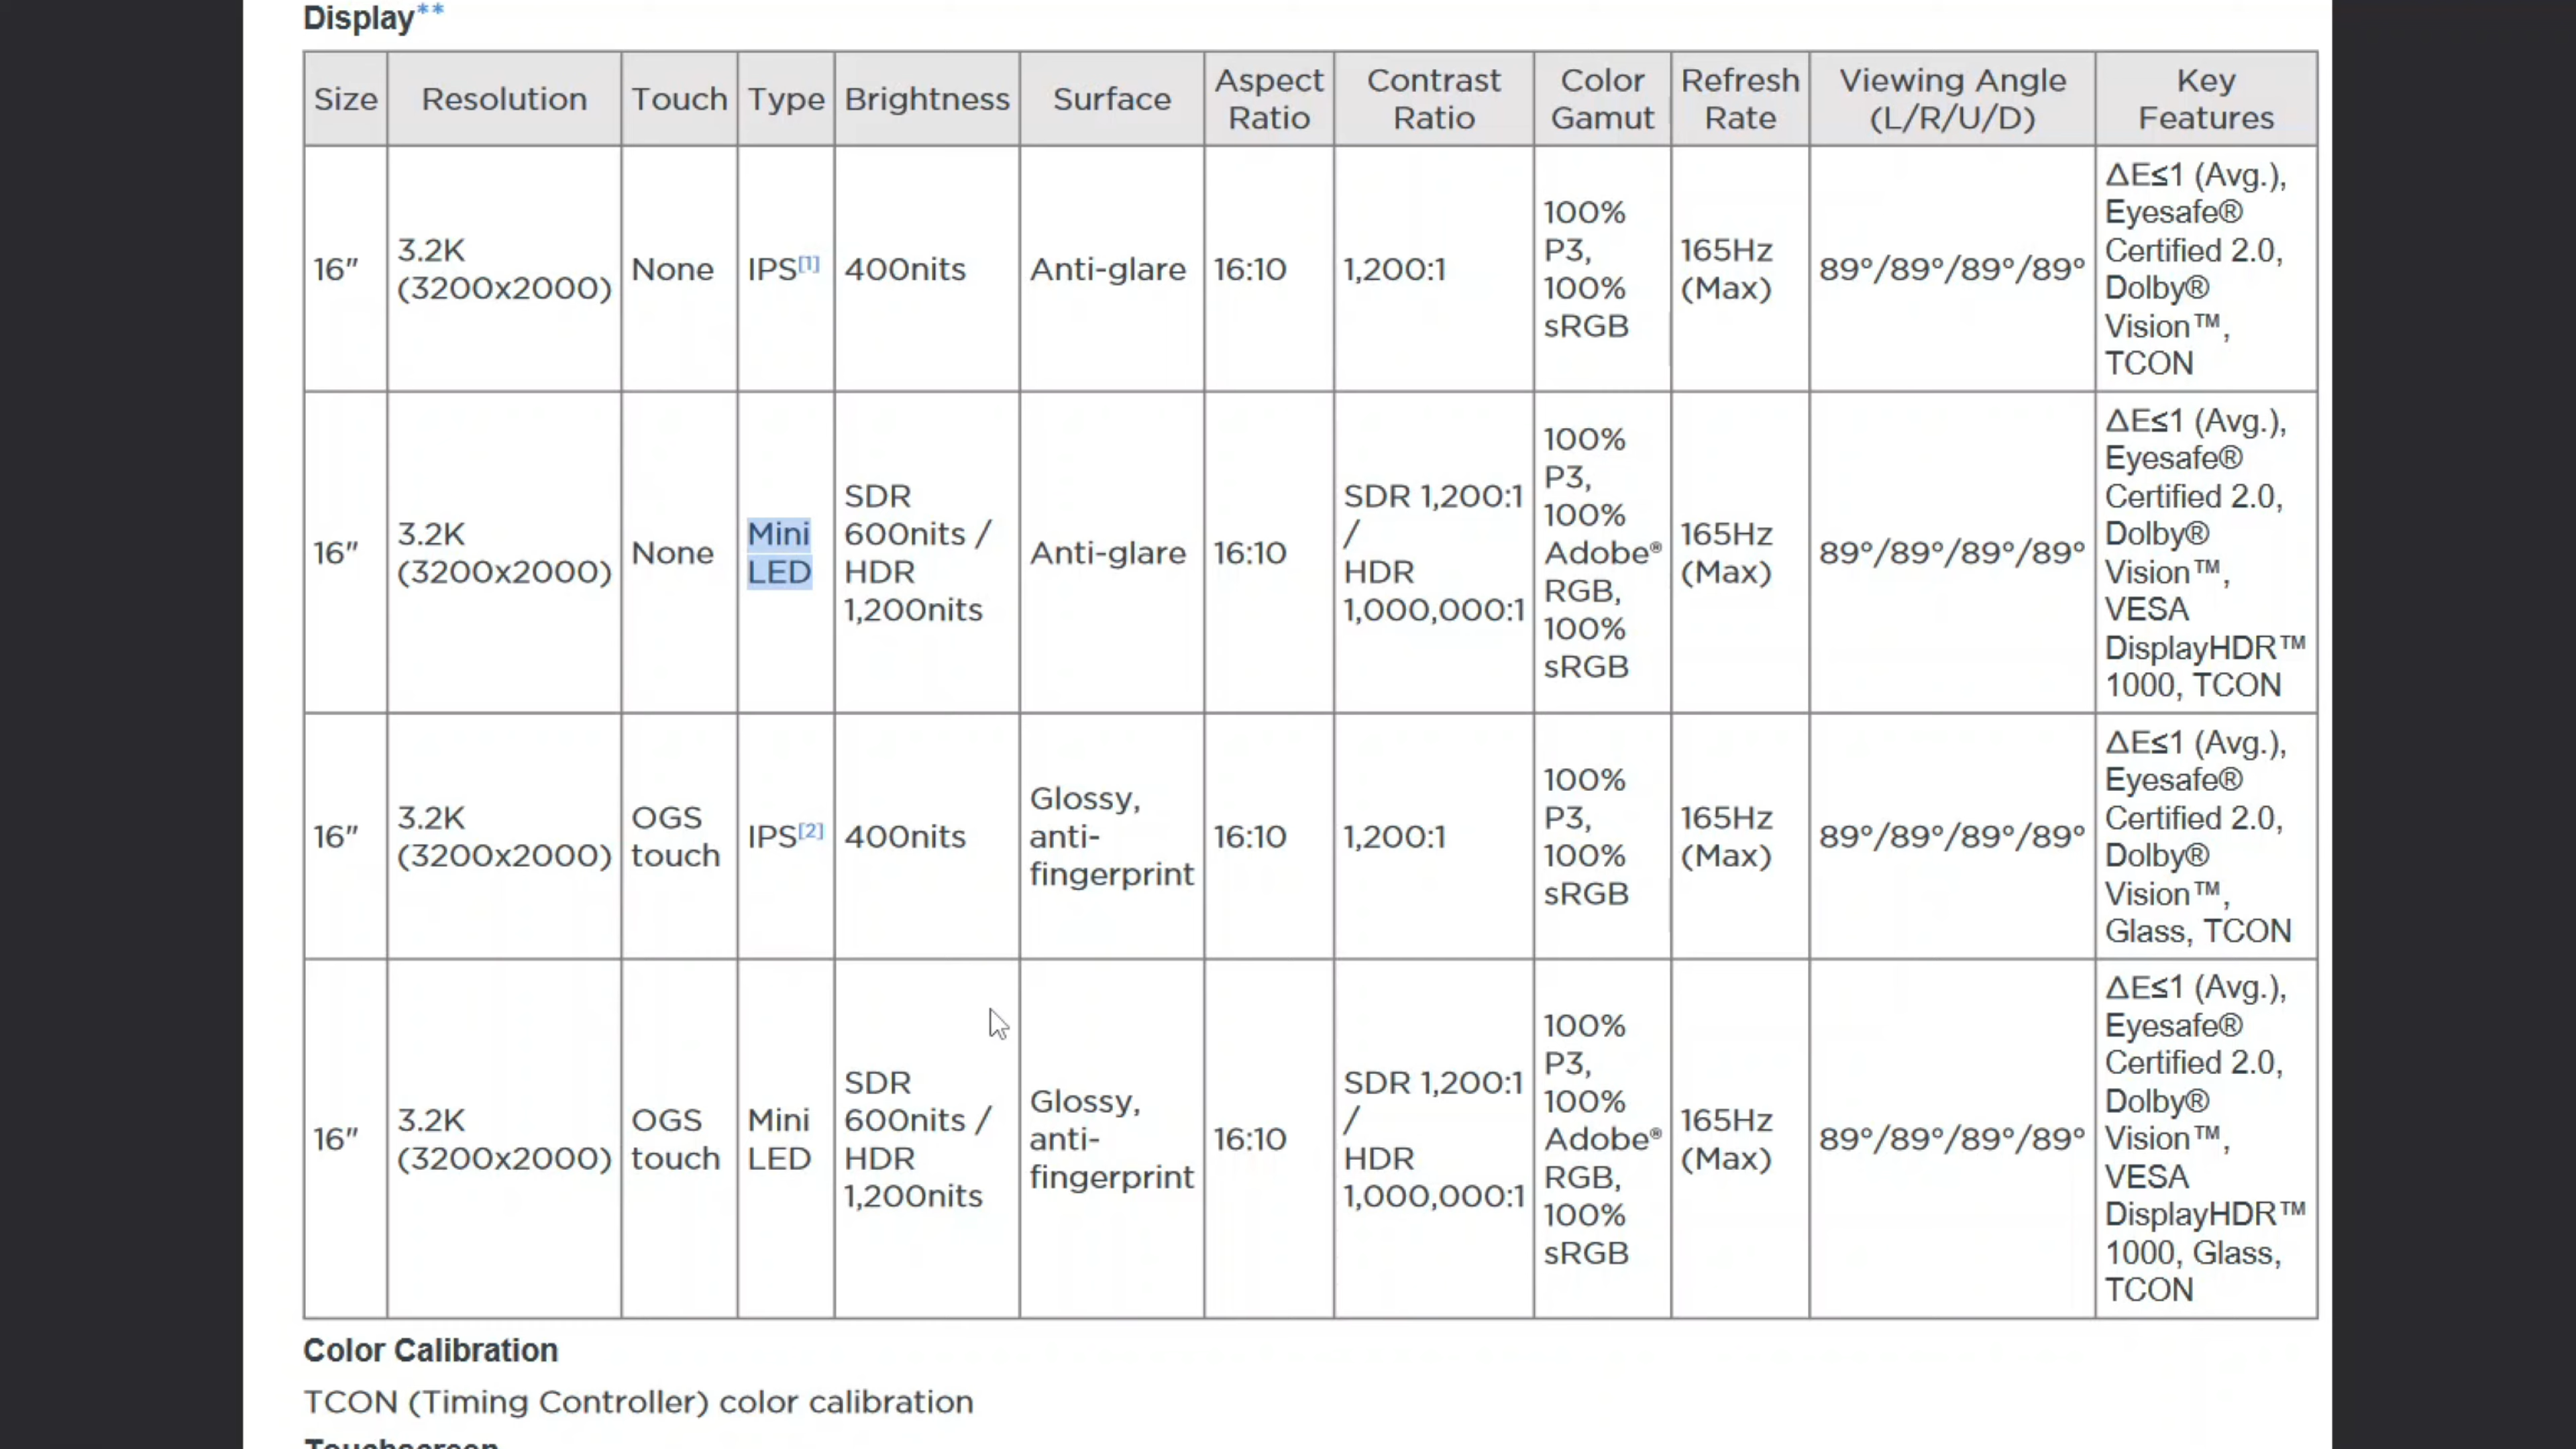 Display**
Size
Resolution
Touch
Type
Brightness
Surface
Aspect
Ratio
Contrast
Ratio
Color
Gamut
Refresh
Rate
Viewing Angle
(L/R/U/D)
Key
Features
16″
3.2K
(3200x2000)
None
IPS[1]
400nits
Anti-glare
16:10
1,200:1
100%
P3,
100%
sRGB
165Hz
(Max)
89°/89°/89°/89°
ΔE≤1 (Avg.),
Eyesafe®
Certified 2.0,
Dolby®
Vision™,
TCON
16″
3.2K
(3200x2000)
None
Mini
LED
SDR
600nits /
HDR
1,200nits
Anti-glare
16:10
SDR 1,200:1
/
HDR
1,000,000:1
100%
P3,
100%
Adobe®
RGB,
100%
sRGB
165Hz
(Max)
89°/89°/89°/89°
ΔE≤1 (Avg.),
Eyesafe®
Certified 2.0,
Dolby®
Vision™,
VESA
DisplayHDR™
1000, TCON
16″
3.2K
(3200x2000)
OGS
touch
IPS[2]
400nits
Glossy,
anti-
fingerprint
16:10
1,200:1
100%
P3,
100%
sRGB
165Hz
(Max)
89°/89°/89°/89°
ΔE≤1 (Avg.),
Eyesafe®
Certified 2.0,
Dolby®
Vision™,
Glass, TCON
16″
3.2K
(3200x2000)
OGS
touch
Mini
LED
SDR
600nits /
HDR
1,200nits
Glossy,
anti-
fingerprint
16:10
SDR 1,200:1
/
HDR
1,000,000:1
100%
P3,
100%
Adobe®
RGB,
100%
sRGB
165Hz
(Max)
89°/89°/89°/89°
ΔE≤1 (Avg.),
Eyesafe®
Certified 2.0,
Dolby®
Vision™,
VESA
DisplayHDR™
1000, Glass,
TCON
Color Calibration
TCON (Timing Controller) color calibration
Touchscreen